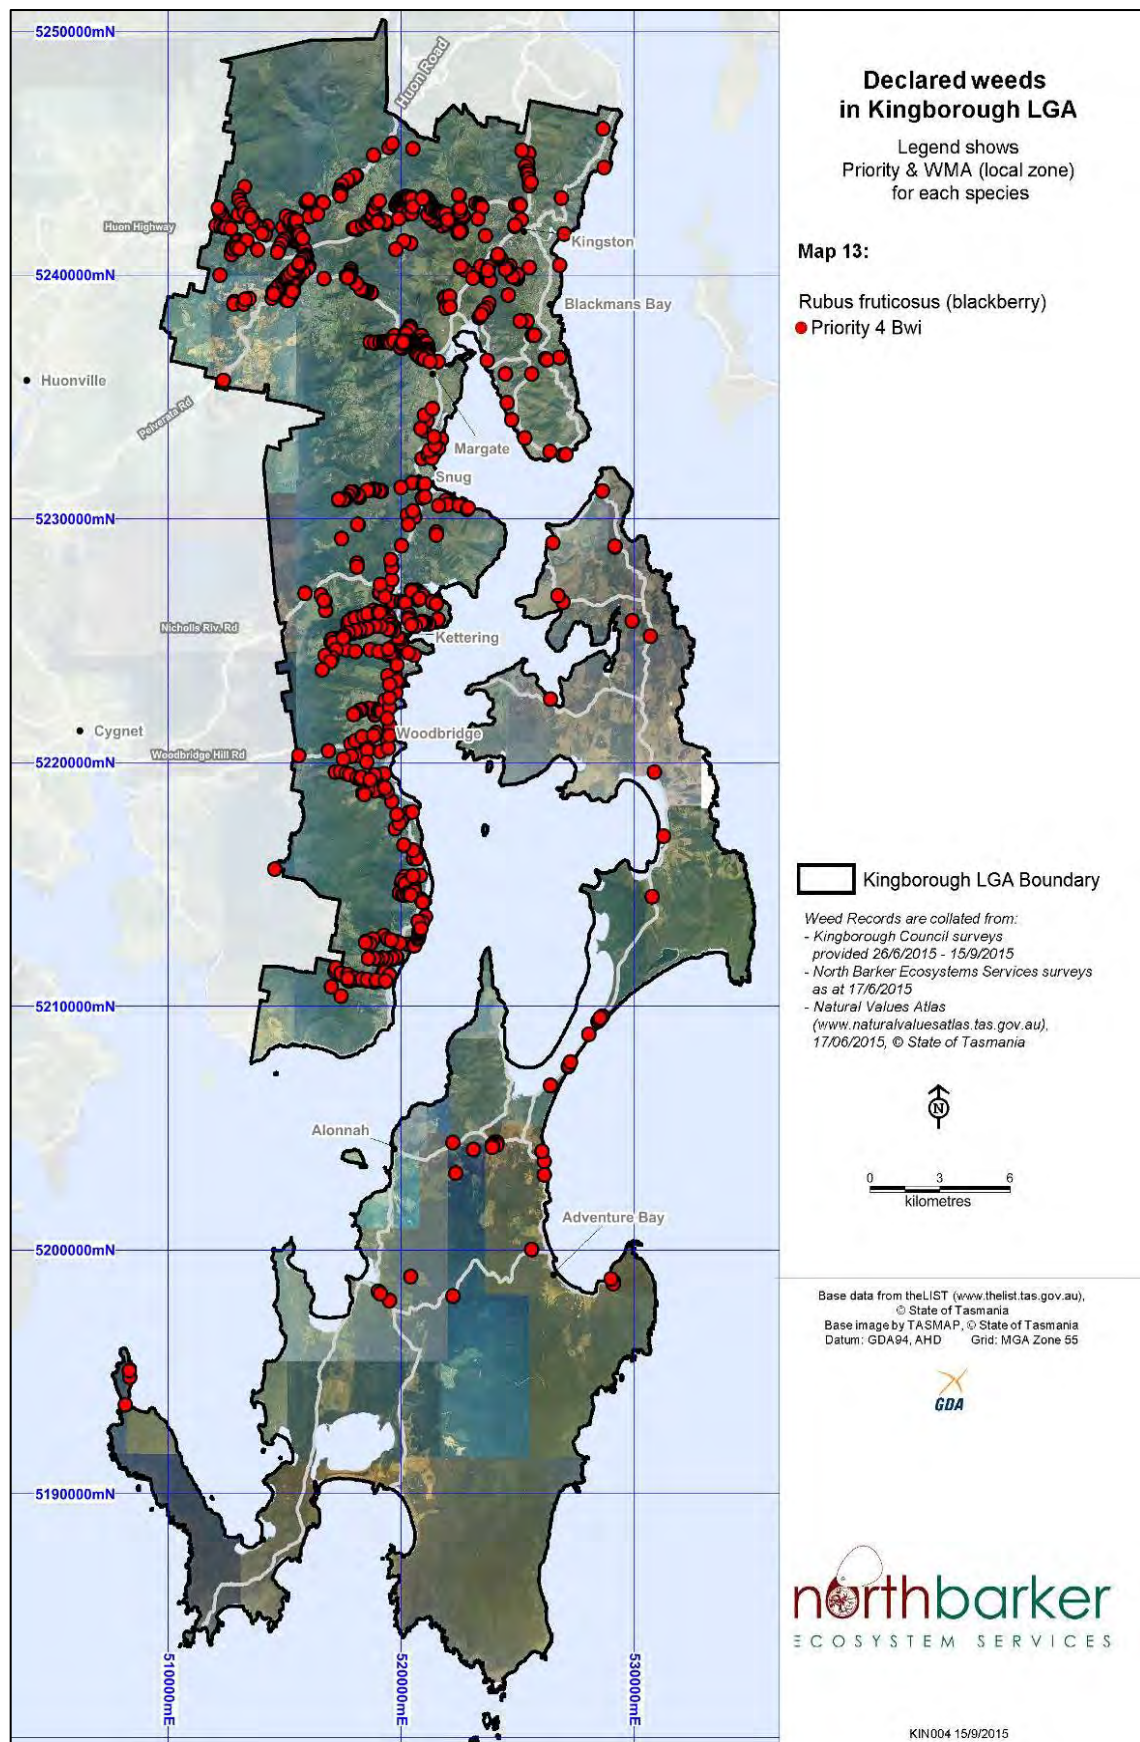 Declared weeds
in Kingborough LGA
Legend shows
Priority & WMA (local zone)
for each species
Map 13:
Rubus fruticosus (blackberry)
Priority 4 Bwi
Kingborough LGA Boundary
Weed Records are collated from:
- Kingborough Council surveys
provided 26/6/2015 - 15/9/2015
- North Barker Ecosystems Services surveys
as at 17/6/2015
- Natural Values Atlas
(www.naturalvaluesatlas.tas.gov.au),
17/06/2015, © State of Tasmania
N
0 3 6
kilometres
Base data from theLIST (www.thelist.tas.gov.au),
© State of Tasmania
Base image by TASMAP, © State of Tasmania
Datum: GDA94, AHD Grid: MGA Zone 55
GDA
northbarker
ECOSYSTEM SERVICES
KIN004 15/9/2015
5250000mN
Huon Road
Huon Highway
Kingston
5240000mN
Blackmans Bay
Huonville
Pelverata Rd
Margate
Snug
5230000mN
Nicholls Riv. Rd
Kettering
Cygnet
Woodbridge
Woodbridge Hill Rd
5220000mN
5210000mN
Alonnah
Adventure Bay
5200000mN
5190000mN
510000mE
520000mE
530000mE